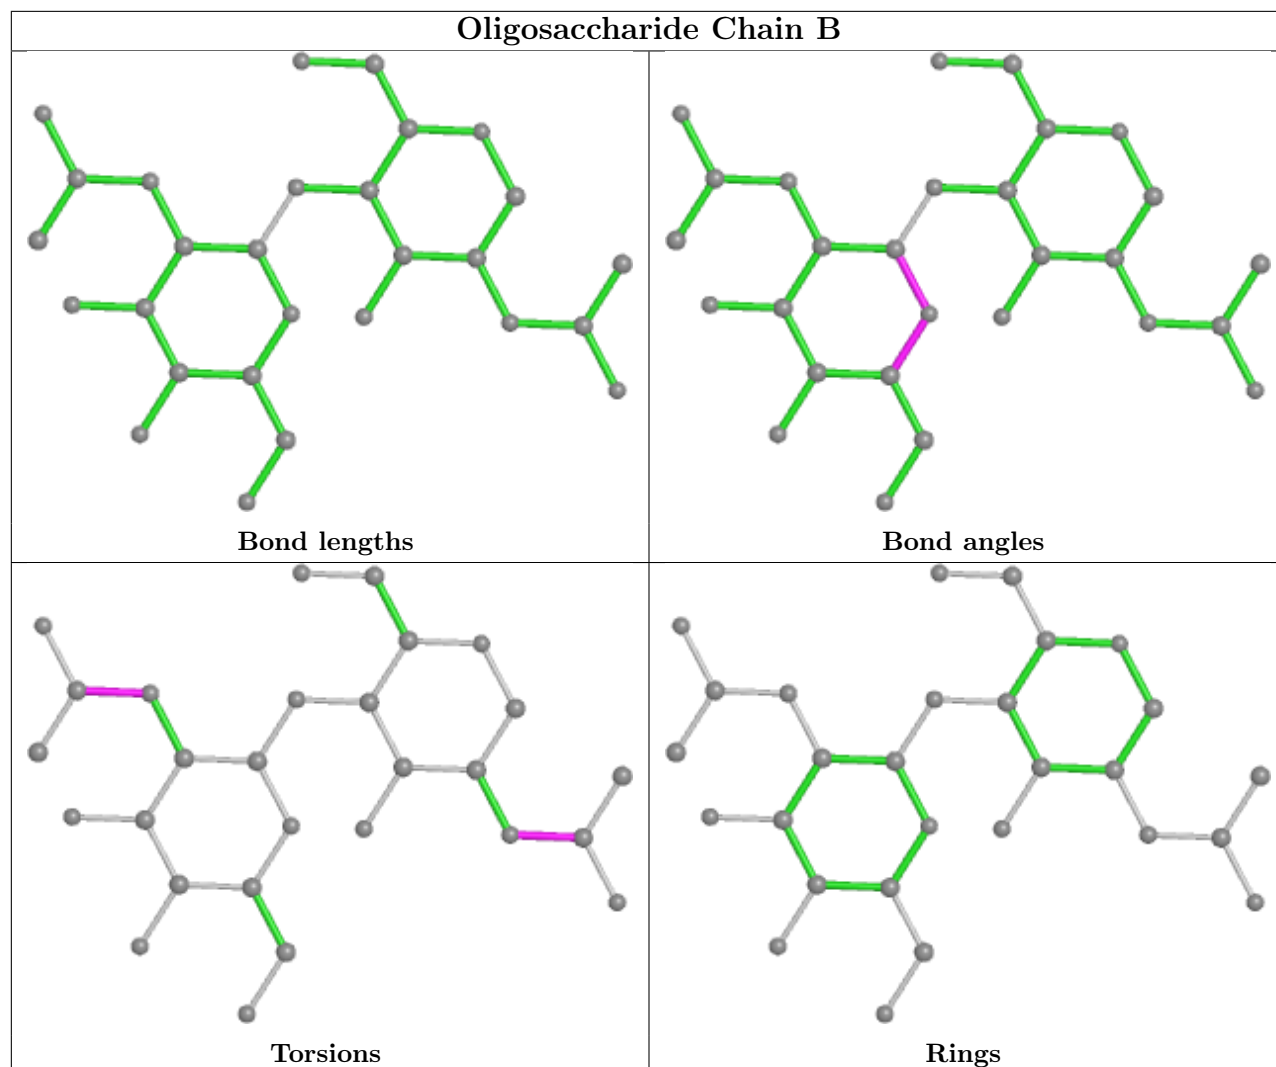 Oligosaccharide Chain B
Bond lengths
Bond angles
Torsions
Rings